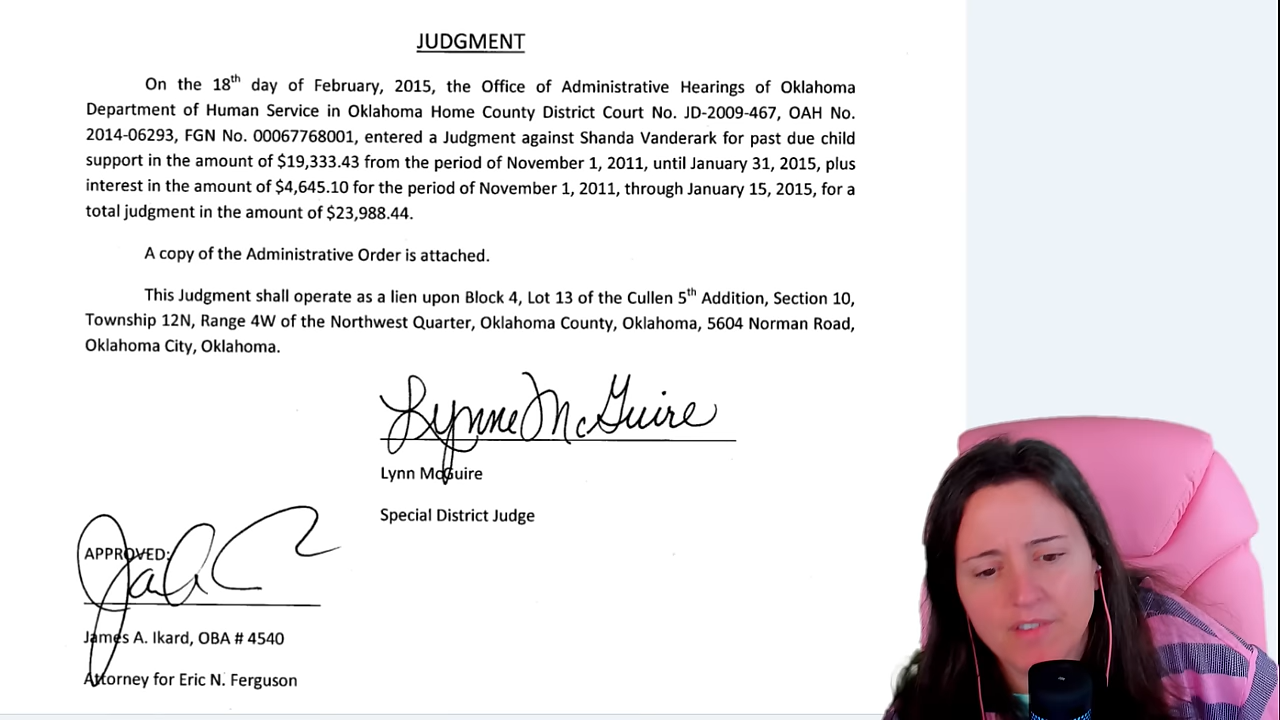 JUDGMENT
On the 18th day of February, 2015, the Office of Administrative Hearings of Oklahoma
Department of Human Service in Oklahoma Home County District Court No. JD-2009-467, OAH No.
2014-06293, FGN No. 00067768001, entered a Judgment against Shanda Vanderark for past due child
support in the amount of $19,333.43 from the period of November 1, 2011, until January 31, 2015, plus
interest in the amount of $4,645.10 for the period of November 1, 2011, through January 15, 2015, for a
total judgment in the amount of $23,988.44.
A copy of the Administrative Order is attached.
This Judgment shall operate as a lien upon Block 4, Lot 13 of the Cullen 5th Addition, Section 10,
Township 12N, Range 4W of the Northwest Quarter, Oklahoma County, Oklahoma, 5604 Norman Road,
Oklahoma City, Oklahoma.
Lynne McGuire
Lynn McGuire
Special District Judge
APPROVED:
James A. Ikard, OBA # 4540
Attorney for Eric N. Ferguson